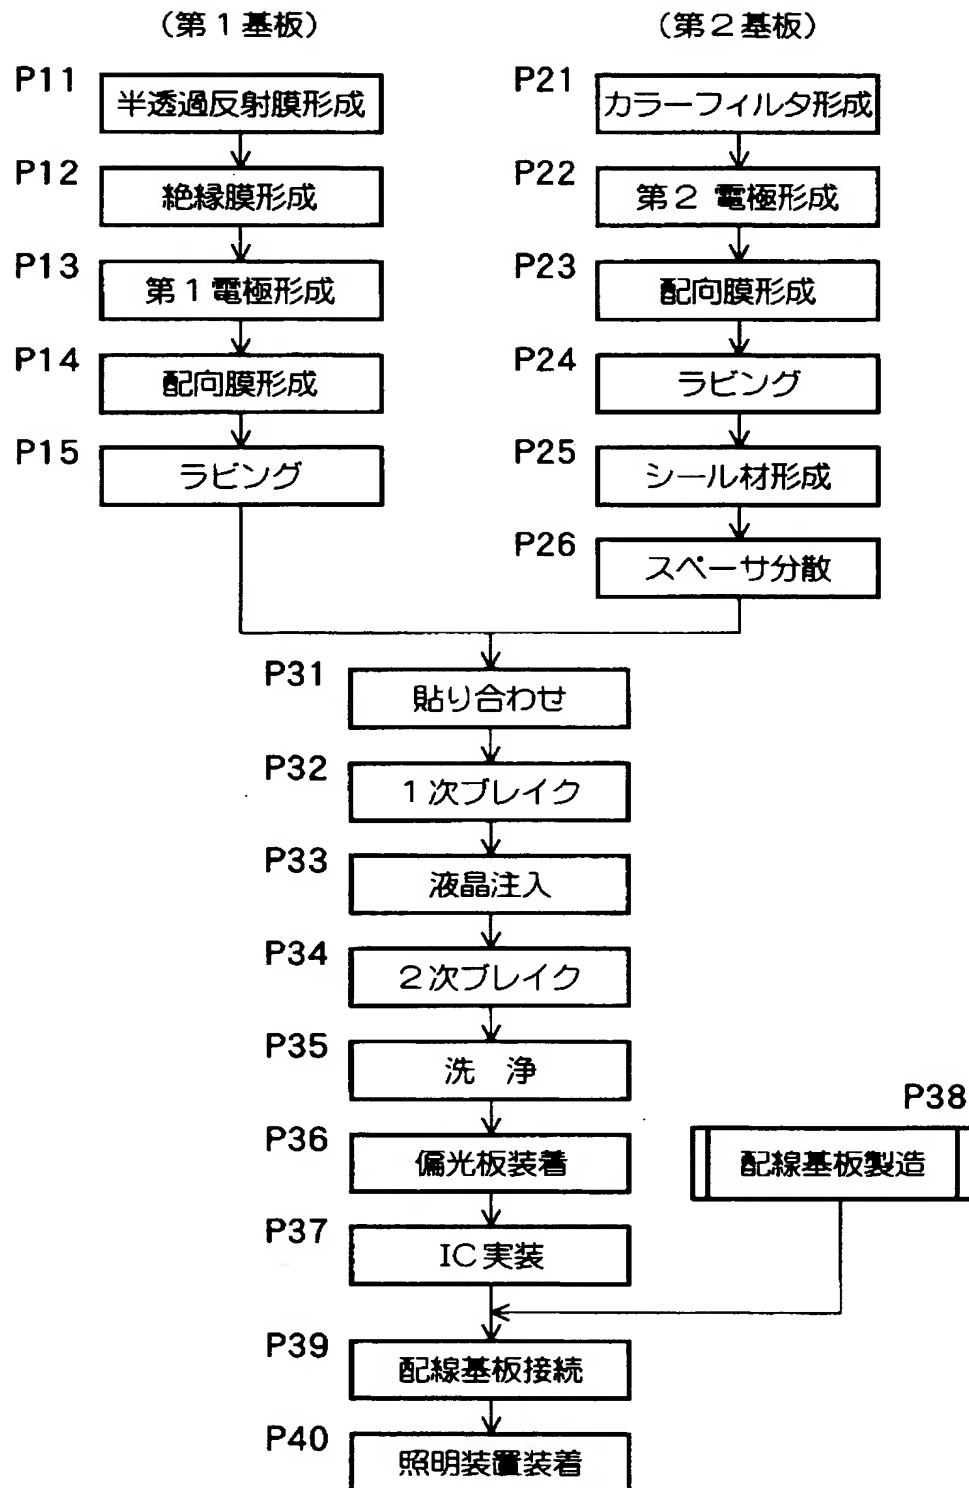 （第１基板）
P11 半透過反射膜形成
P12 絶縁膜形成
P13 第１電極形成
P14 配向膜形成
P15 ラビング
（第２基板）
P21 カラーフィルタ形成
P22 第２ 電極形成
P23 配向膜形成
P24 ラビング
P25 シール材形成
P26 スペーサ分散
P31 貼り合わせ
P32 １次ブレイク
P33 液晶注入
P34 ２次ブレイク
P35 洗　浄
P36 偏光板装着
P37 IC実装
P38 配線基板製造
P39 配線基板接続
P40 照明装置装着